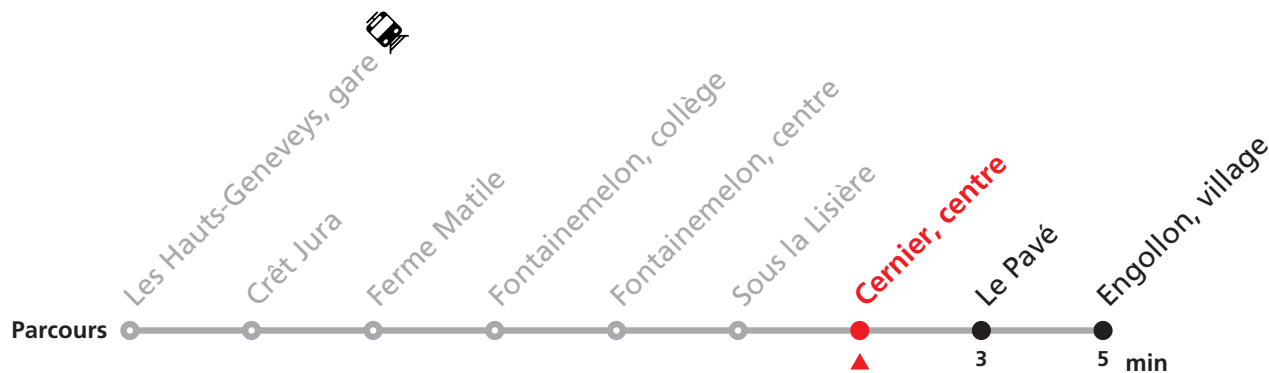 Les Hauts-Geneveys, gare
Crêt Jura
Ferme Matile
Fontainemelon, collège
Fontainemelon, centre
Sous la Lisière
Cernier, centre
Le Pavé
Engollon, village
Parcours
3
5
min